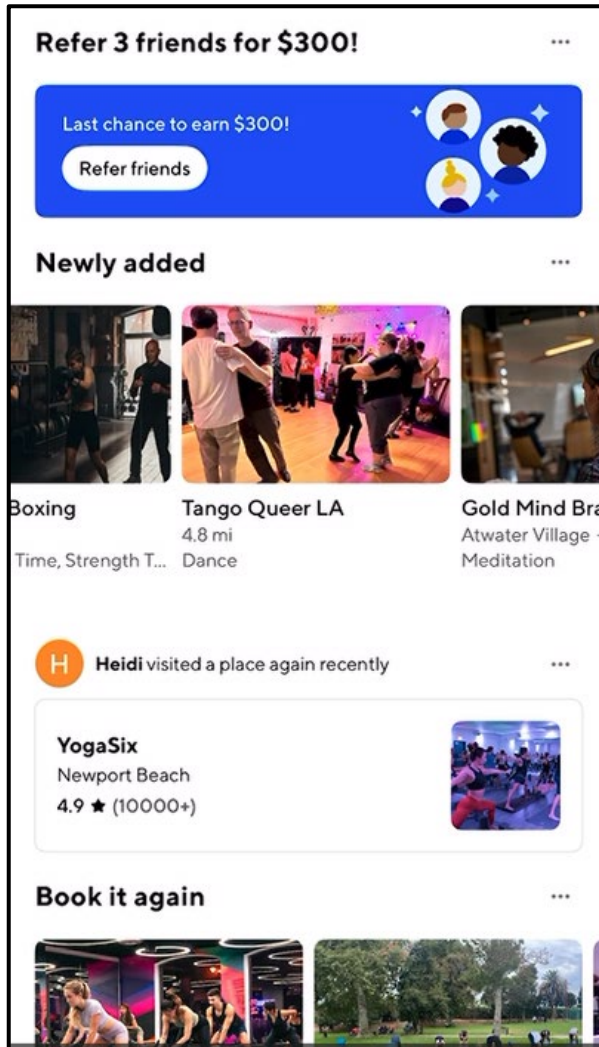 Refer 3 friends for $300!
Last chance to earn $300!
Refer friends
Newly added
Boxing
Time, Strength T...
Tango Queer LA
4.8 mi
Dance
Gold Mind Bra
Atwater Village
Meditation
H
Heidi visited a place again recently
YogaSix
Newport Beach
4.9 ★ (10000+)
Book it again